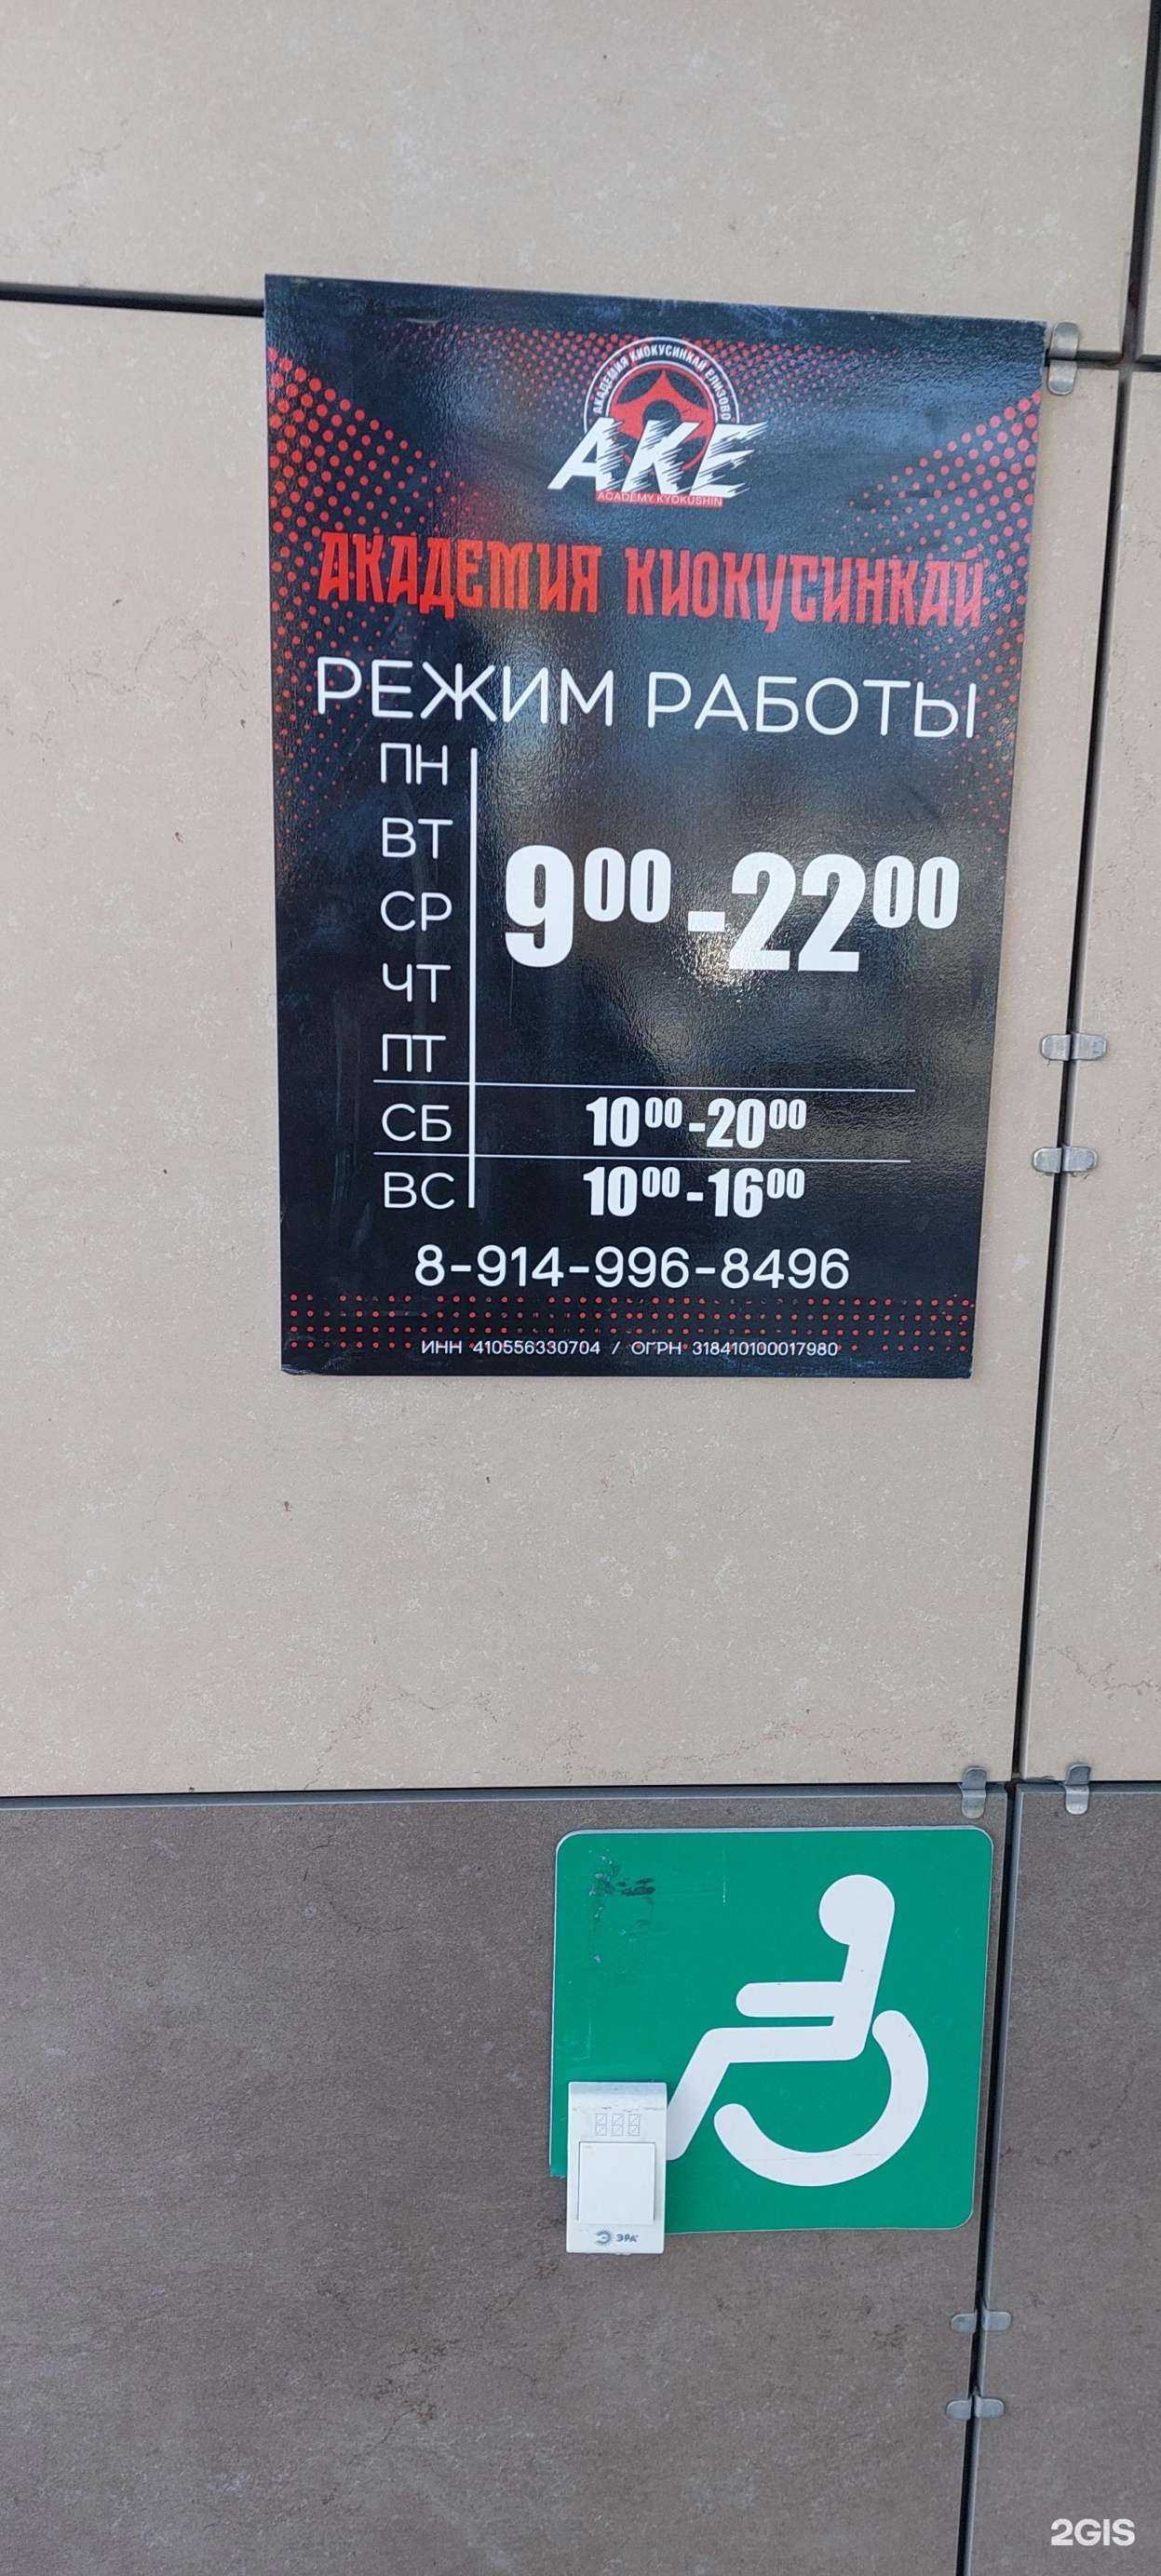 АКАДЕМИЯ КИОКУСИНКАЙ ЕЛИЗОВО
AKE
ACADEMY KYOKUSHIN
АКАДЕМИЯ КИОКУСИНКАЙ
РЕЖИМ РАБОТЫ
ПН
ВТ
СР
ЧТ
ПТ
9⁰⁰-22⁰⁰
СБ 10⁰⁰-20⁰⁰
ВС 10⁰⁰-16⁰⁰
8-914-996-8496
ИНН 410556330704 / ОГРН 318410100017980
ЭРА
2GIS